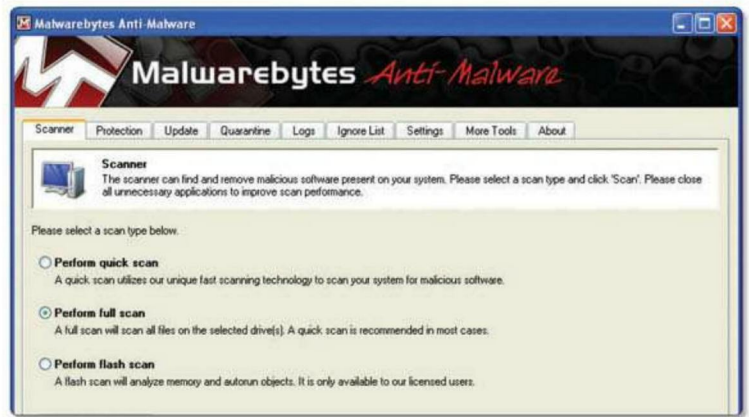 Malwarebytes Anti-Malware
Malwarebytes Anti-Malware
Scanner Protection Update Quarantine Logs Ignore List Settings More Tools About
Scanner
The scanner can find and remove malicious software present on your system. Please select a scan type and click 'Scan'. Please close
all unnecessary applications to improve scan performance.
Please select a scan type below.
Perform quick scan
A quick scan utilizes our unique fast scanning technology to scan your system for malicious software.
Perform full scan
A full scan will scan all files on the selected drive(s). A quick scan is recommended in most cases.
Perform flash scan
A flash scan will analyze memory and autorun objects. It is only available to our licensed users.